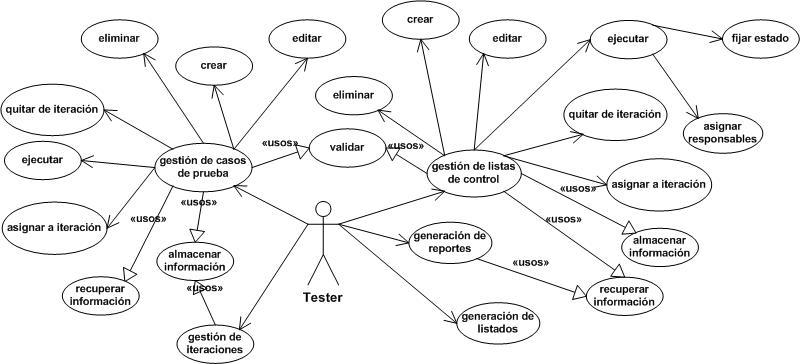 crear
eliminar
editar
editar
ejecutar
fijar estado
crear
eliminar
quitar de iteración
quitar de iteración
asignar
responsables
«usos»
validar
«usos»
ejecutar
gestión de casos
de prueba
gestión de listas
de control
asignar a iteración
«usos»
«usos»
asignar a iteración
«usos»
generación de
reportes
almacenar
información
almacenar
información
«usos»
«usos»
recuperar
información
Tester
recuperar
información
generación de
listados
gestión de
iteraciones
«usos»